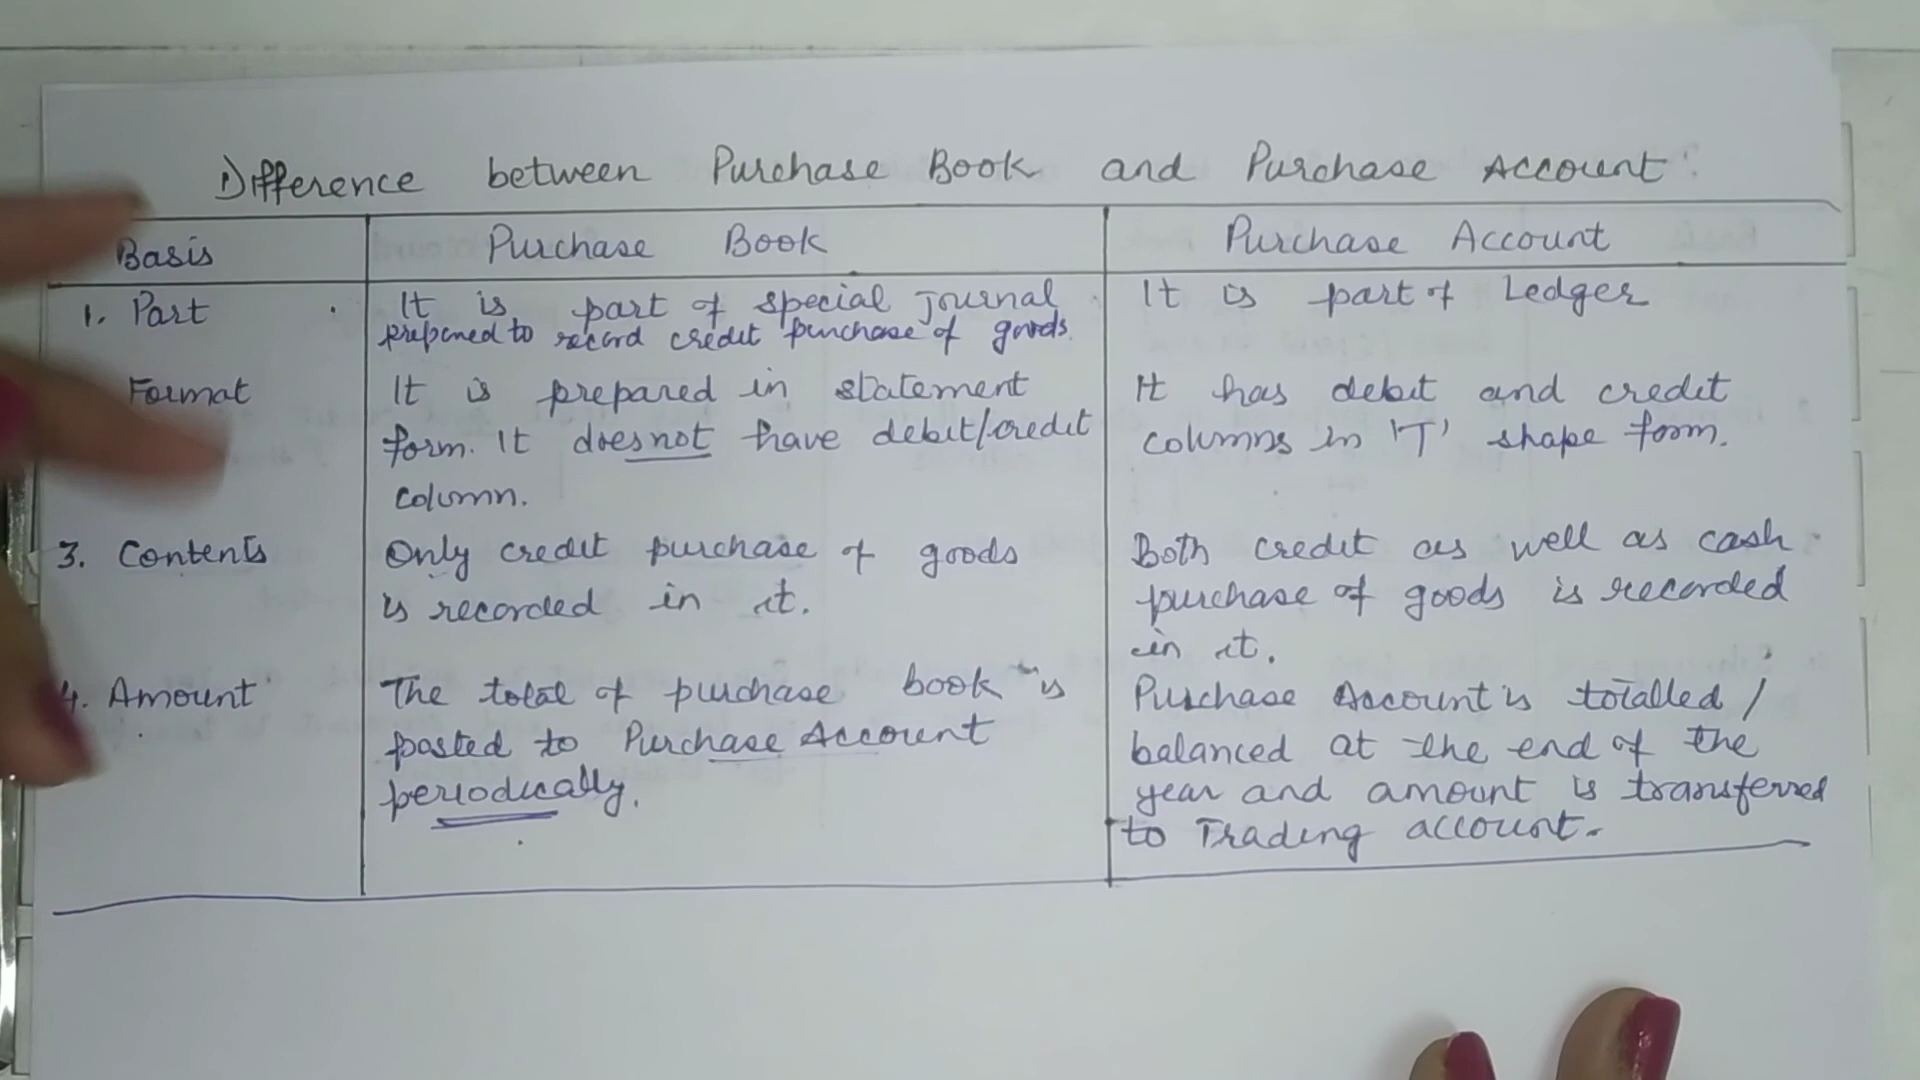 Difference between Purchase Book and Purchase Account
Basis
Purchase Book
Purchase Account
1. Part
It is part of special journal
prepared to record credit purchase of goods.
It is part of Ledger
Format
It is prepared in statement
form. It does not have debit/credit
column.
It has debit and credit
columns in 'T' shape form.
3. Contents
Only credit purchase of goods
is recorded in it.
Both credit as well as cash
purchase of goods is recorded
in it.
4. Amount
The total of purchase book is
posted to Purchase Account
periodically.
Purchase Account is totalled /
balanced at the end of the
year and amount is transferred
to Trading account.